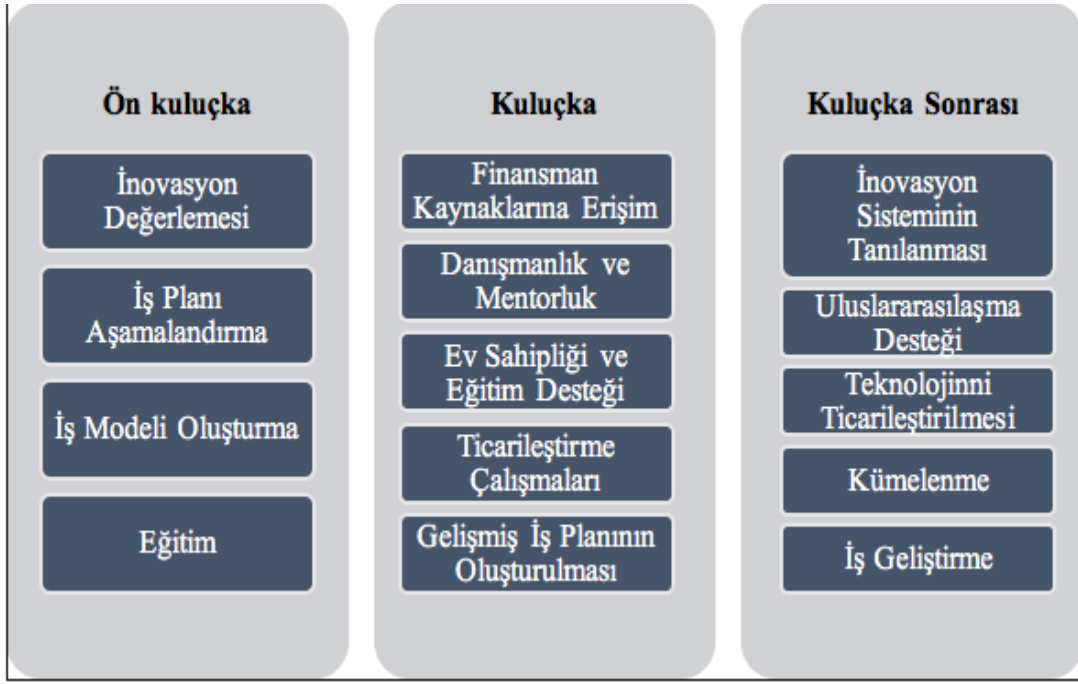 Ön kuluçka
İnovasyon
Değerlemesi
İş Planı
Aşamalandırma
İş Modeli Oluşturma
Eğitim
Kuluçka
Finansman
Kaynaklarına Erişim
Danışmanlık ve
Mentorluk
Ev Sahipliği ve
Eğitim Desteği
Ticarileştirme
Çalışmaları
Gelişmiş İş Planının
Oluşturulması
Kuluçka Sonrası
İnovasyon
Sisteminin
Tanılanması
Uluslararasılaşma
Desteği
Teknolojinni
Ticarileştirilmesi
Kümelenme
İş Geliştirme